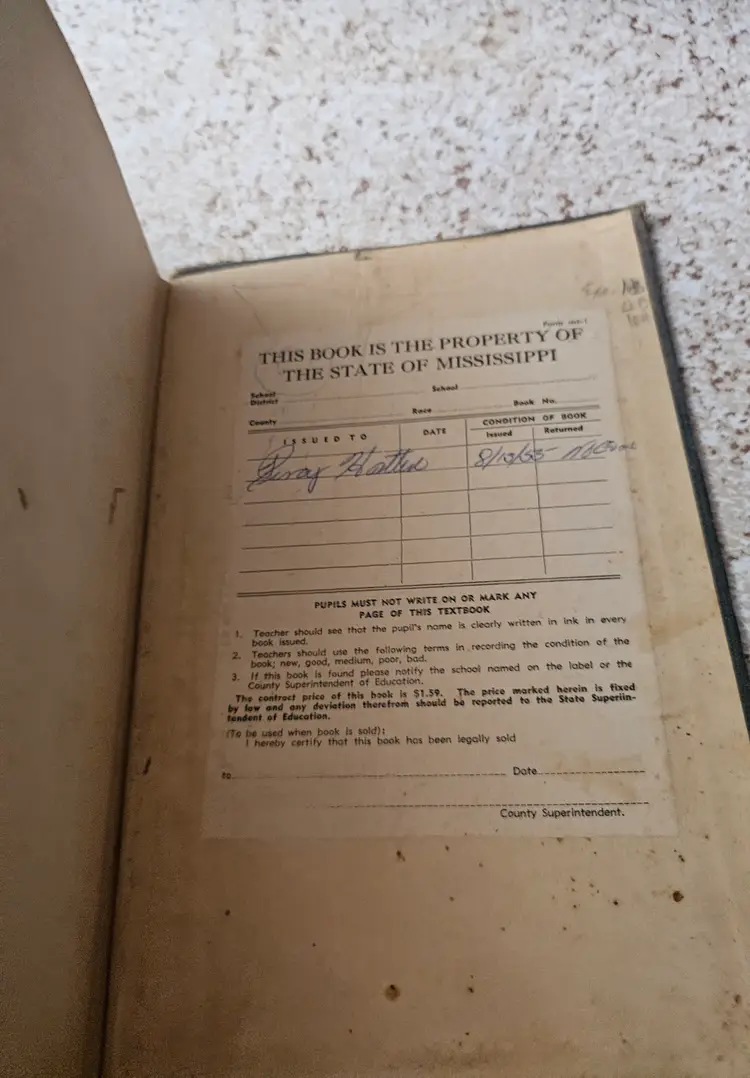 THIS BOOK IS THE PROPERTY OF
THE STATE OF MISSISSIPPI
School
District School
County Race Book No.
ISSUED TO DATE CONDITION OF BOOK
Issued Returned
8/10/55
PUPILS MUST NOT WRITE ON OR MARK ANY
PAGE OF THIS TEXTBOOK
1. Teacher should see that the pupil's name is clearly written in ink in every
book issued.
2. Teachers should use the following terms in recording the condition of the
book; new, good, medium, poor, bad.
3. If this book is found please notify the school named on the label or the
County Superintendent of Education.
The contract price of this book is $1.59. The price marked herein is fixed
by law and any deviation therefrom should be reported to the State Superiin-
tendent of Education.
(To be used when book is sold):
I hereby certify that this book has been legally sold
to Date
County Superintendent.